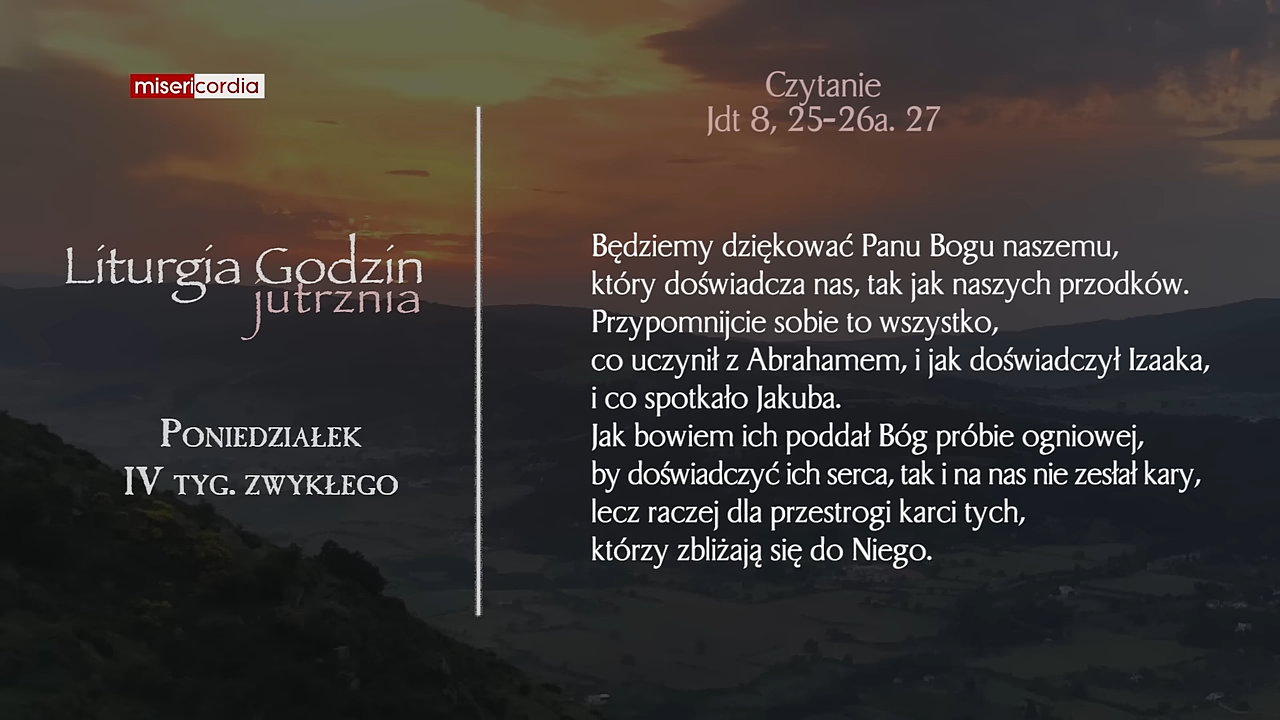 misericordia
Liturgia Godzin
jutrznia
Poniedziałek
IV tyg. zwykłego
Czytanie
Jdt 8, 25-26a. 27
Będziemy dziękować Panu Bogu naszemu,
który doświadcza nas, tak jak naszych przodków.
Przypomnijcie sobie to wszystko,
co uczynił z Abrahamem, i jak doświadczył Izaaka,
i co spotkało Jakuba.
Jak bowiem ich poddał Bóg próbie ogniowej,
by doświadczyć ich serca, tak i na nas nie zesłał kary,
lecz raczej dla przestrogi karci tych,
którzy zbliżają się do Niego.